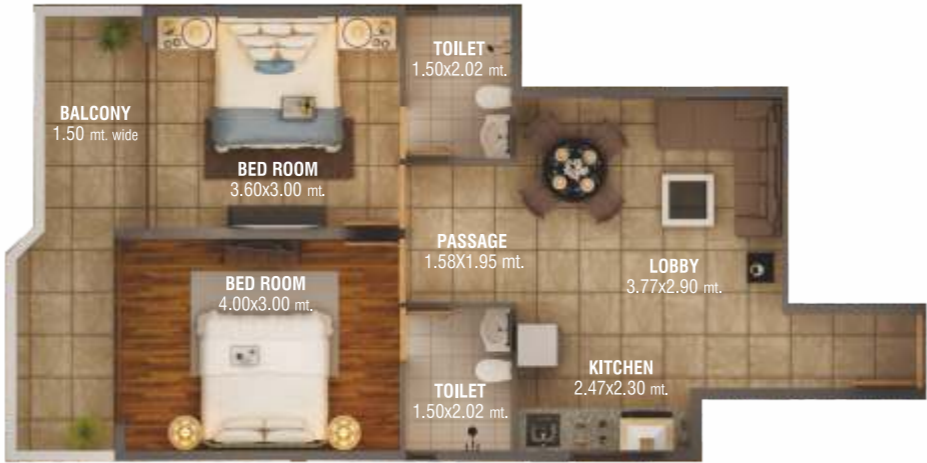 TOILET
1.50x2.02 mt.
BALCONY
1.50 mt. wide
BED ROOM
3.60x3.00 mt.
PASSAGE
1.58X1.95 mt.
LOBBY
3.77x2.90 mt.
BED ROOM
4.00x3.00 mt.
KITCHEN
2.47x2.30 mt.
TOILET
1.50x2.02 mt.